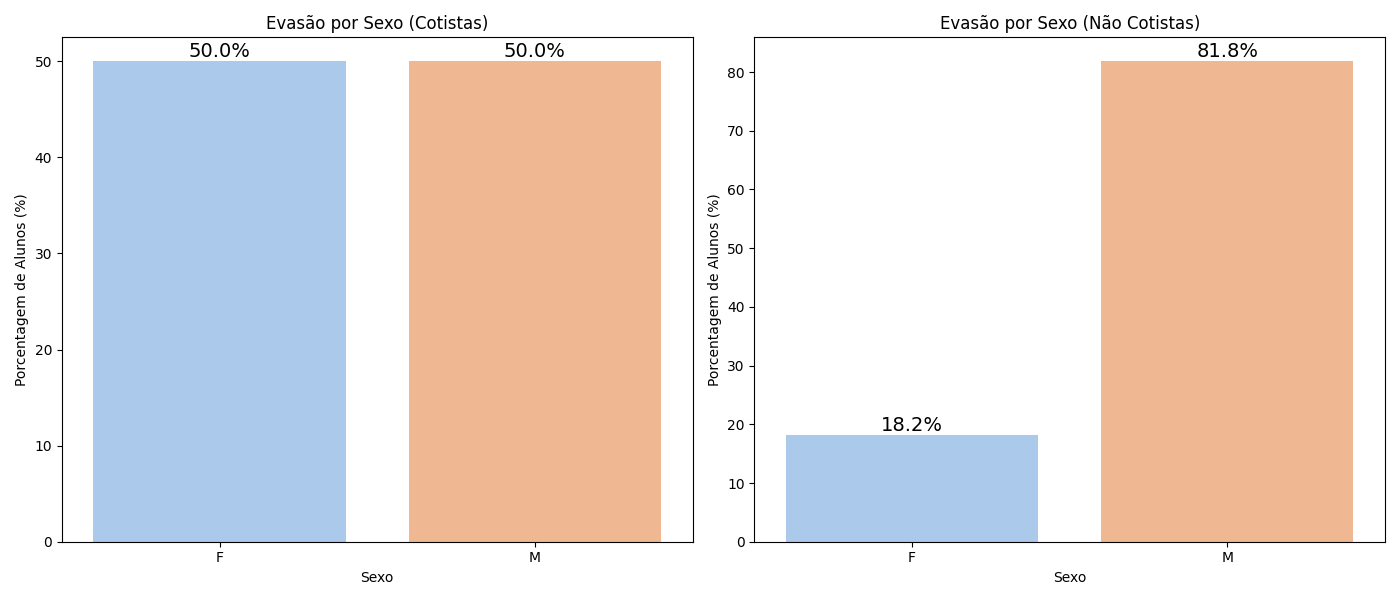 Evasão por Sexo (Cotistas)
50.0%
50.0%
50
40
30
20
10
0
Porcentagem de Alunos (%)
F
M
Sexo
Evasão por Sexo (Não Cotistas)
81.8%
18.2%
80
70
60
50
40
30
20
10
0
Porcentagem de Alunos (%)
F
M
Sexo